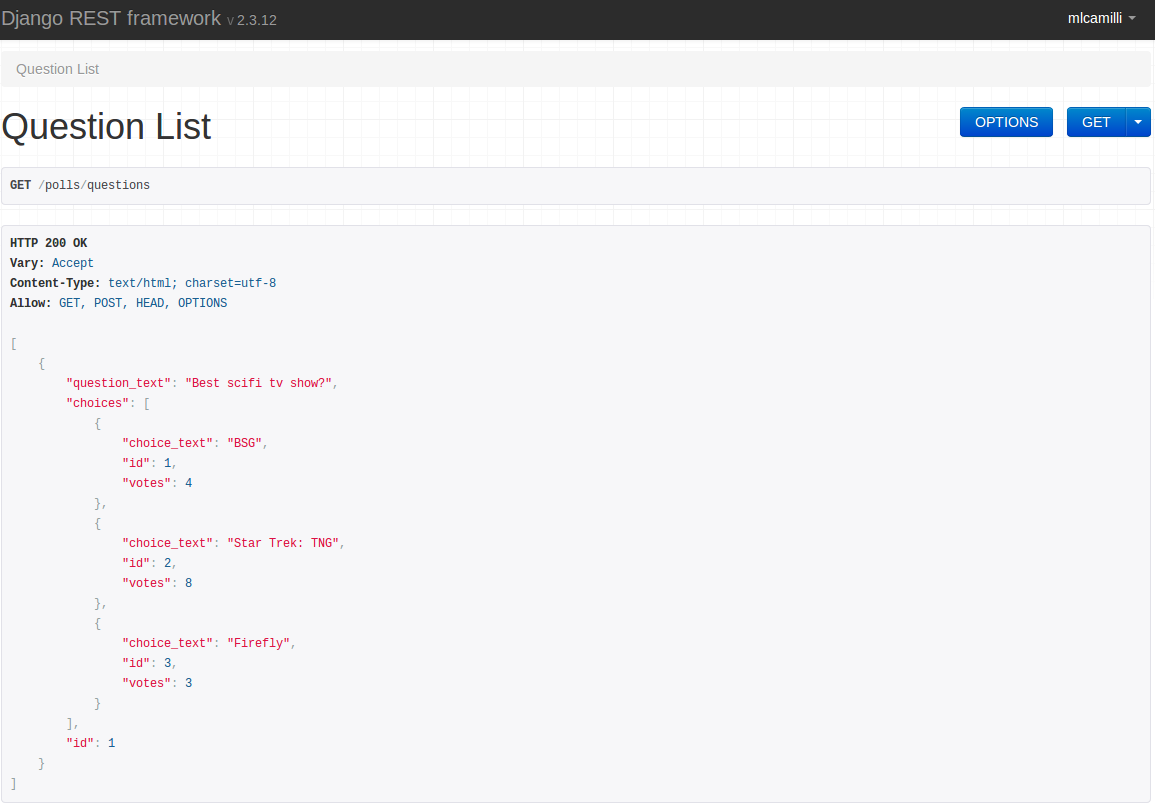 Django REST framework v 2.3.12
mlcamilli
Question List
Question List
OPTIONS
GET
GET /polls/questions
HTTP 200 OK
Vary: Accept
Content-Type: text/html; charset=utf-8
Allow: GET, POST, HEAD, OPTIONS
[
    {
        "question_text": "Best scifi tv show?",
        "choices": [
            {
                "choice_text": "BSG",
                "id": 1,
                "votes": 4
            },
            {
                "choice_text": "Star Trek: TNG",
                "id": 2,
                "votes": 8
            },
            {
                "choice_text": "Firefly",
                "id": 3,
                "votes": 3
            }
        ],
        "id": 1
    }
]